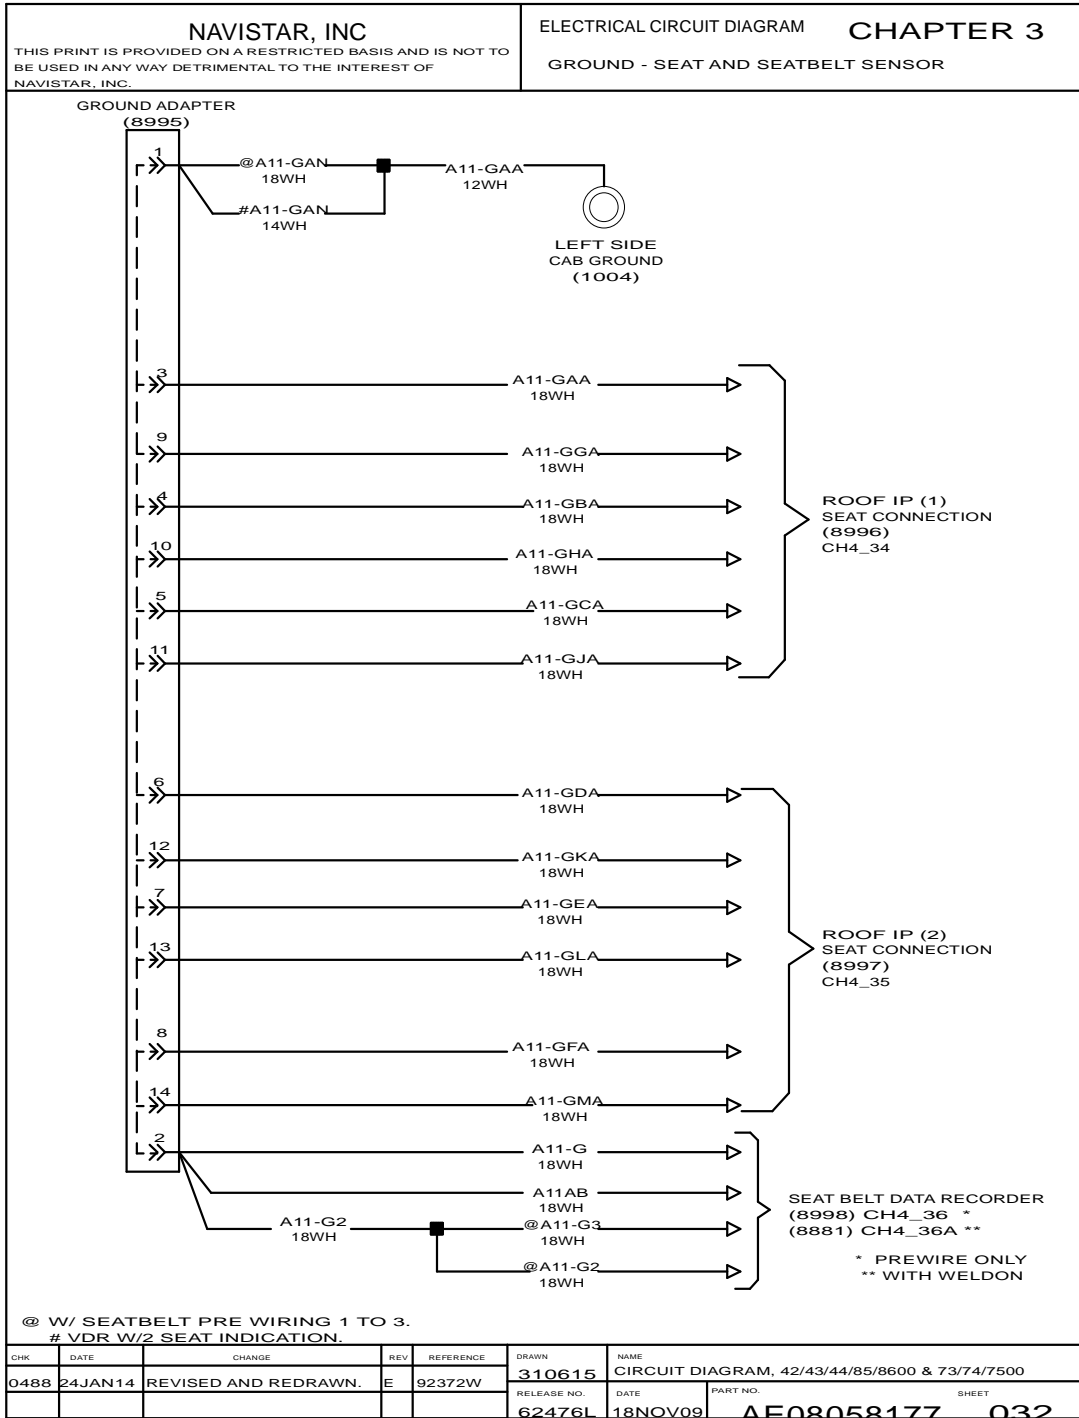 NAVISTAR, INC
THIS PRINT IS PROVIDED ON A RESTRICTED BASIS AND IS NOT TO
BE USED IN ANY WAY DETRIMENTAL TO THE INTEREST OF
NAVISTAR, INC.
ELECTRICAL CIRCUIT DIAGRAM CHAPTER 3
GROUND - SEAT AND SEATBELT SENSOR
GROUND ADAPTER
(8995)
1
@A11-GAN
18WH
#A11-GAN
14WH
A11-GAA
12WH
LEFT SIDE
CAB GROUND
(1004)
3
A11-GAA
18WH
9
A11-GGA
18WH
4
A11-GBA
18WH
10
A11-GHA
18WH
5
A11-GCA
18WH
11
A11-GJA
18WH
ROOF IP (1)
SEAT CONNECTION
(8996)
CH4_34
6
A11-GDA
18WH
12
A11-GKA
18WH
7
A11-GEA
18WH
13
A11-GLA
18WH
8
A11-GFA
18WH
14
A11-GMA
18WH
ROOF IP (2)
SEAT CONNECTION
(8997)
CH4_35
2
A11-G
18WH
A11AB
18WH
A11-G2
18WH
@A11-G3
18WH
@A11-G2
18WH
SEAT BELT DATA RECORDER
(8998) CH4_36 *
(8881) CH4_36A **
* PREWIRE ONLY
** WITH WELDON
@ W/ SEATBELT PRE WIRING 1 TO 3.
# VDR W/2 SEAT INDICATION.
CHK DATE CHANGE REV REFERENCE
0488 24JAN14 REVISED AND REDRAWN. E 92372W
DRAWN
310615
NAME
CIRCUIT DIAGRAM, 42/43/44/85/8600 & 73/74/7500
RELEASE NO.
62476L
DATE
18NOV09
PART NO.
AE08058177
SHEET
032